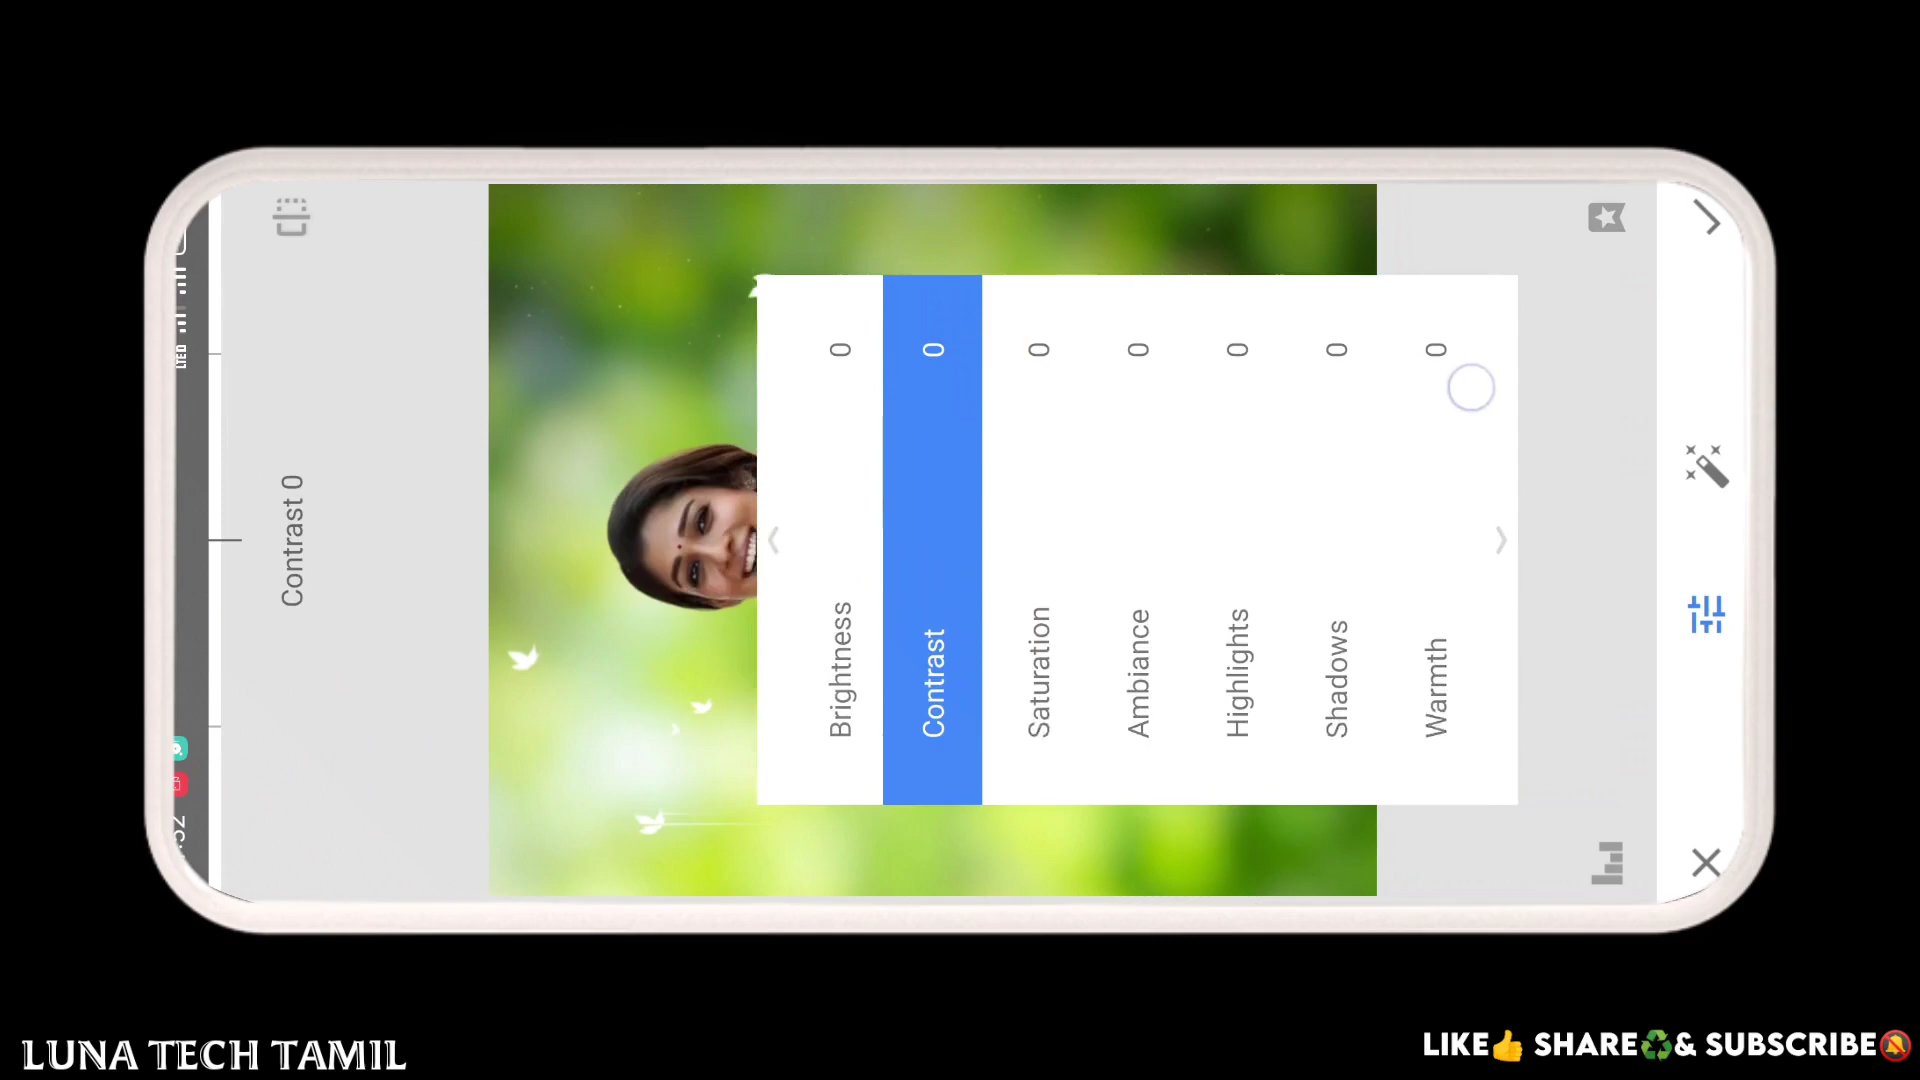 Contrast 0
Brightness 0
Contrast 0
Saturation 0
Ambiance 0
Highlights 0
Shadows 0
Warmth 0
LUNA TECH TAMIL
LIKE👍 SHARE♻️& SUBSCRIBE🔔